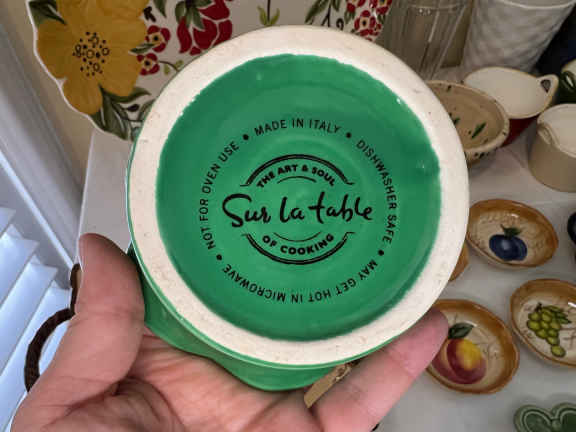 THE ART & SOUL
Sur la table
OF COOKING
MADE IN ITALY • DISHWASHER SAFE • MAY GET HOT IN MICROWAVE • NOT FOR OVEN USE •